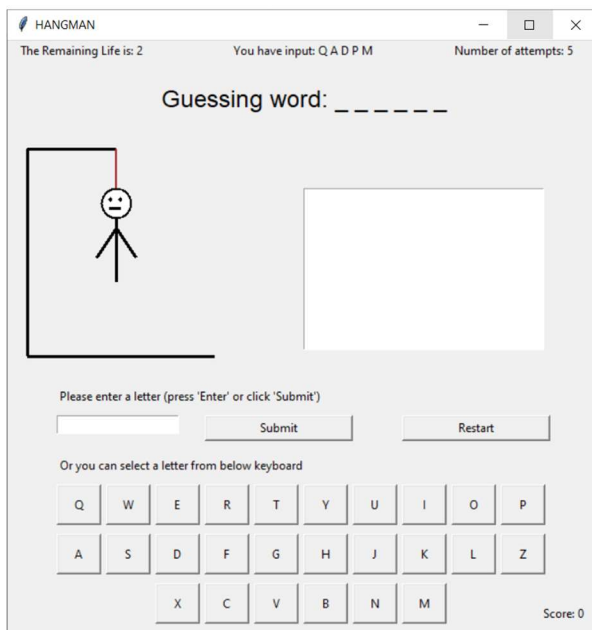 HANGMAN
The Remaining Life is: 2 You have input: Q A D P M Number of attempts: 5
Guessing word: _ _ _ _ _ _
Please enter a letter (press 'Enter' or click 'Submit')
Submit Restart
Or you can select a letter from below keyboard
Q W E R T Y U I O P
A S D F G H J K L Z
X C V B N M
Score: 0